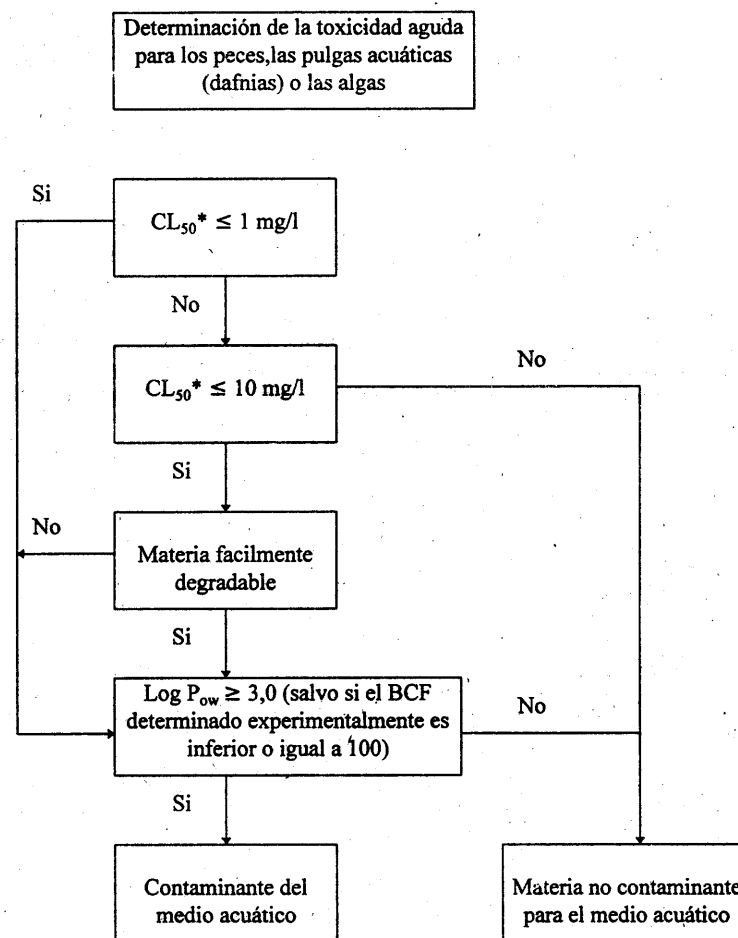 Determinación de la toxicidad aguda
para los peces,las pulgas acuáticas
(dafnias) o las algas
Si
CL50* ≤ 1 mg/l
No
No
CL50* ≤ 10 mg/l
Si
No
Materia facilmente
degradable
Si
Log Pow ≥ 3,0 (salvo si el BCF
determinado experimentalmente es
inferior o igual a 100)
No
Si
Contaminante del
medio acuático
Materia no contaminante
para el medio acuático